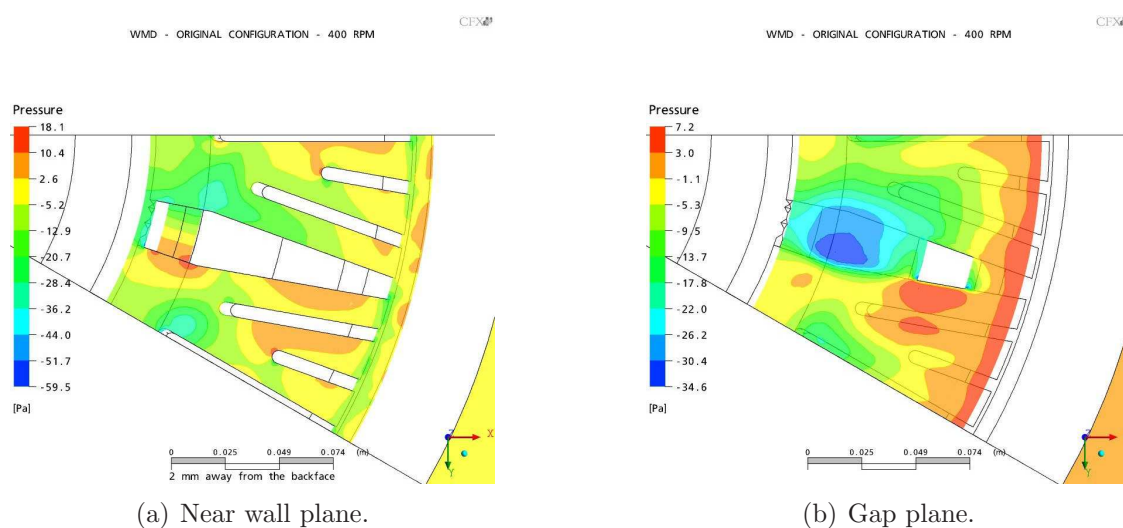 CFX
WMD - ORIGINAL CONFIGURATION - 400 RPM
Pressure
18.1
10.4
2.6
-5.2
-12.9
-20.7
-28.4
-36.2
-44.0
-51.7
-59.5
[Pa]
0 0.025 0.049 0.074 (m)
2 mm away from the backface
X
Y
Z
(a) Near wall plane.
CFX
WMD - ORIGINAL CONFIGURATION - 400 RPM
Pressure
7.2
3.0
-1.1
-5.3
-9.5
-13.7
-17.8
-22.0
-26.2
-30.4
-34.6
[Pa]
0 0.025 0.049 0.074 (m)
X
Y
(b) Gap plane.